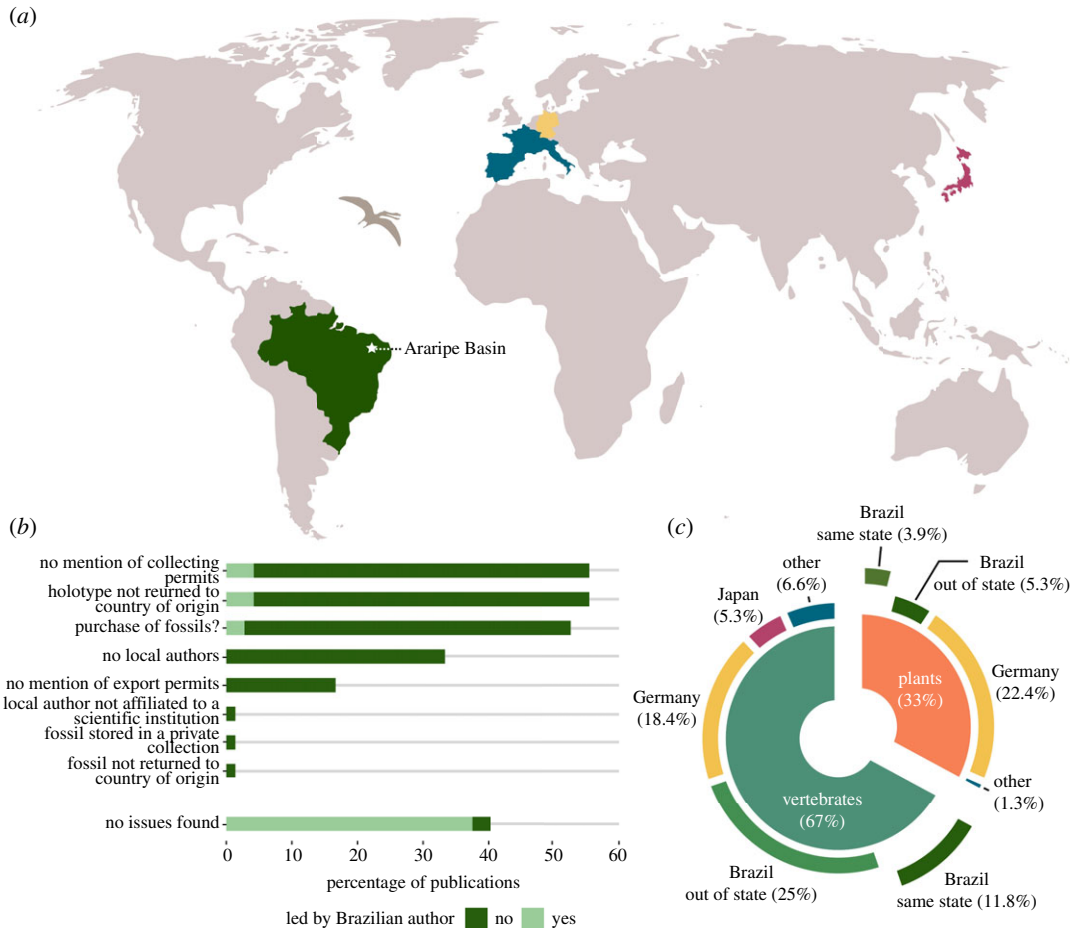 (a)
Araripe Basin
(b)
no mention of collecting
permits
holotype not reurned to
country of origin
purchase of fossils?
no local authors
no mention of export permits
local author not affiliated to a
scientific institution
fossil stored in a private
collection
fossil not returned to
country of origin
no issues found
0 10 20 30 40 50 60
percentage of publications
led by Brazilian author no yes
(c)
Brazil
same state (3.9%)
Brazil
out of state (5.3%)
other
(6.6%)
Japan
(5.3%)
Germany
(18.4%)
plants
(33%)
Germany
(22.4%)
other
(1.3%)
vertebrates
(67%)
Brazil
out of state (25%)
Brazil
same state (11.8%)